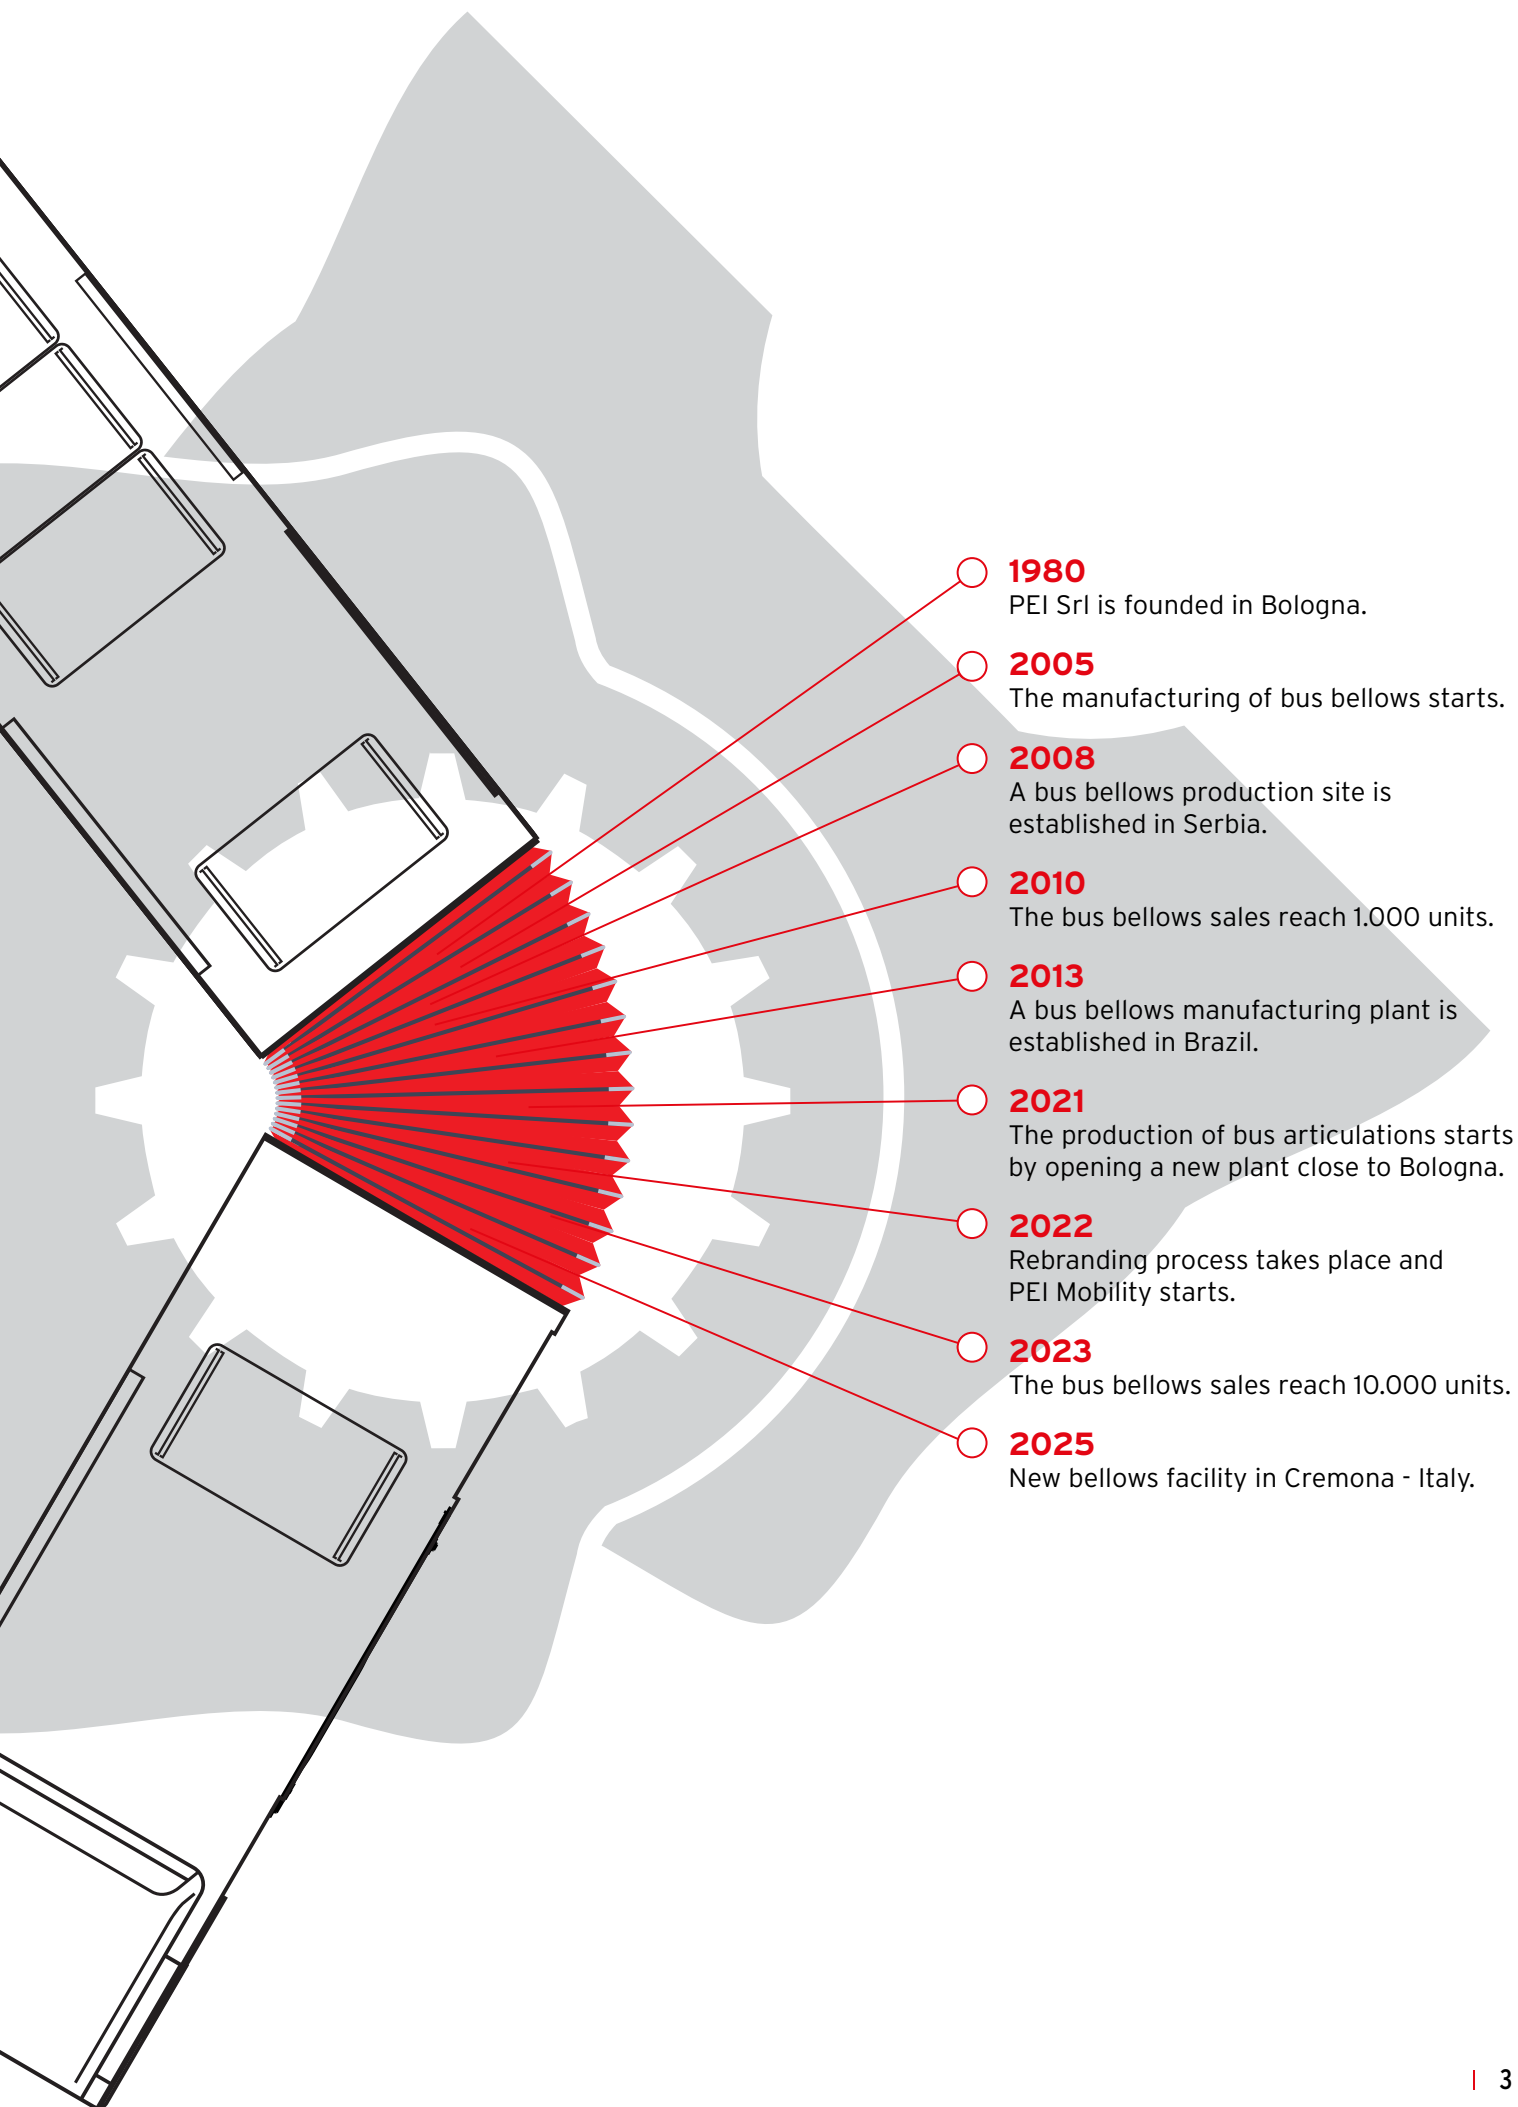 1980
PEI Srl is founded in Bologna.
2005
The manufacturing of bus bellows starts.
2008
A bus bellows production site is
established in Serbia.
2010
The bus bellows sales reach 1.000 units.
2013
A bus bellows manufacturing plant is
established in Brazil.
2021
The production of bus articulations starts
by opening a new plant close to Bologna.
2022
Rebranding process takes place and
PEI Mobility starts.
2023
The bus bellows sales reach 10.000 units.
2025
New bellows facility in Cremona - Italy.
| 3